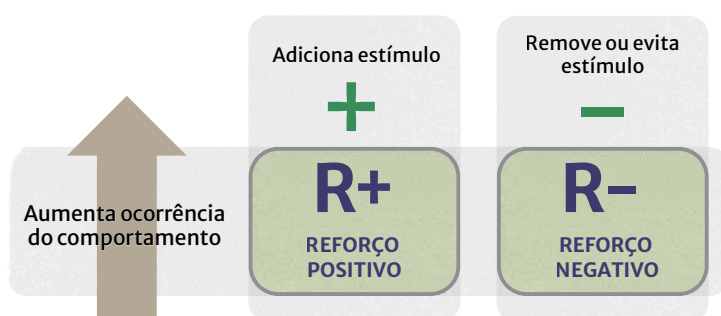 Adiciona estímulo
+
Remove ou evita
estímulo
−
Aumenta ocorrência
do comportamento
R+
REFORÇO
POSITIVO
R−
REFORÇO
NEGATIVO